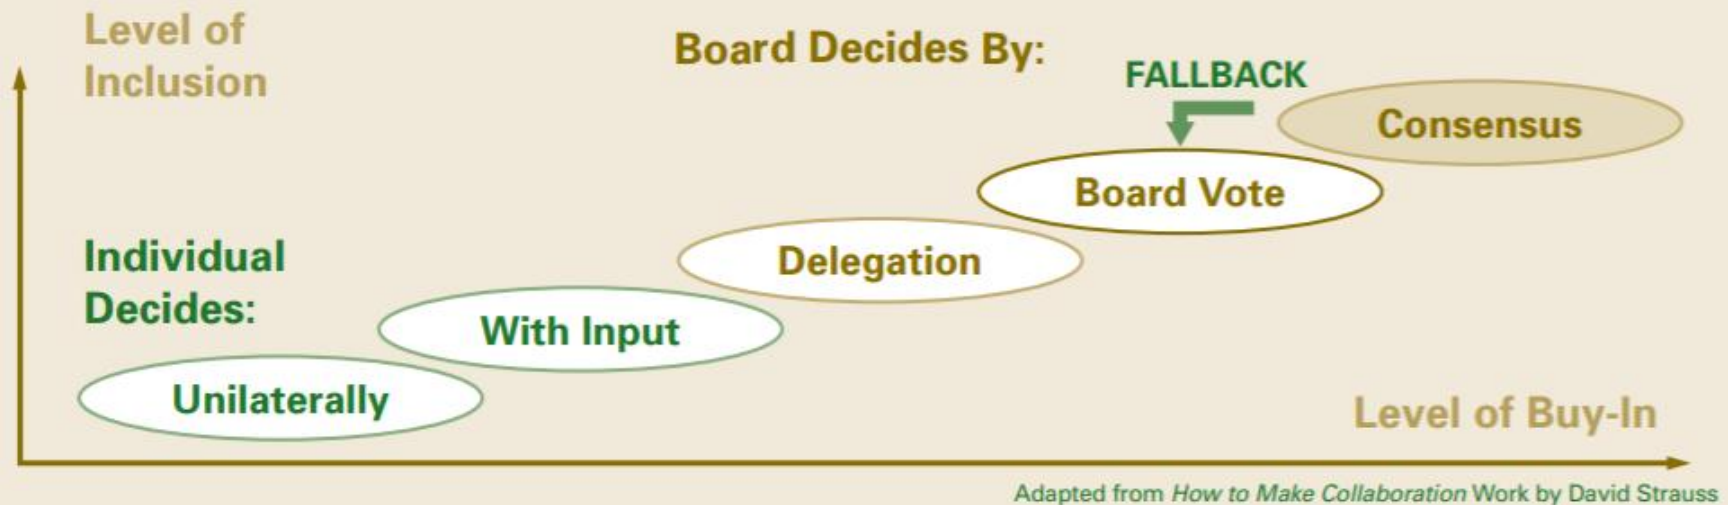 Level of
Inclusion
Board Decides By:
FALLBACK
Consensus
Board Vote
Delegation
Individual
Decides:
With Input
Unilaterally
Level of Buy-In
Adapted from How to Make Collaboration Work by David Strauss